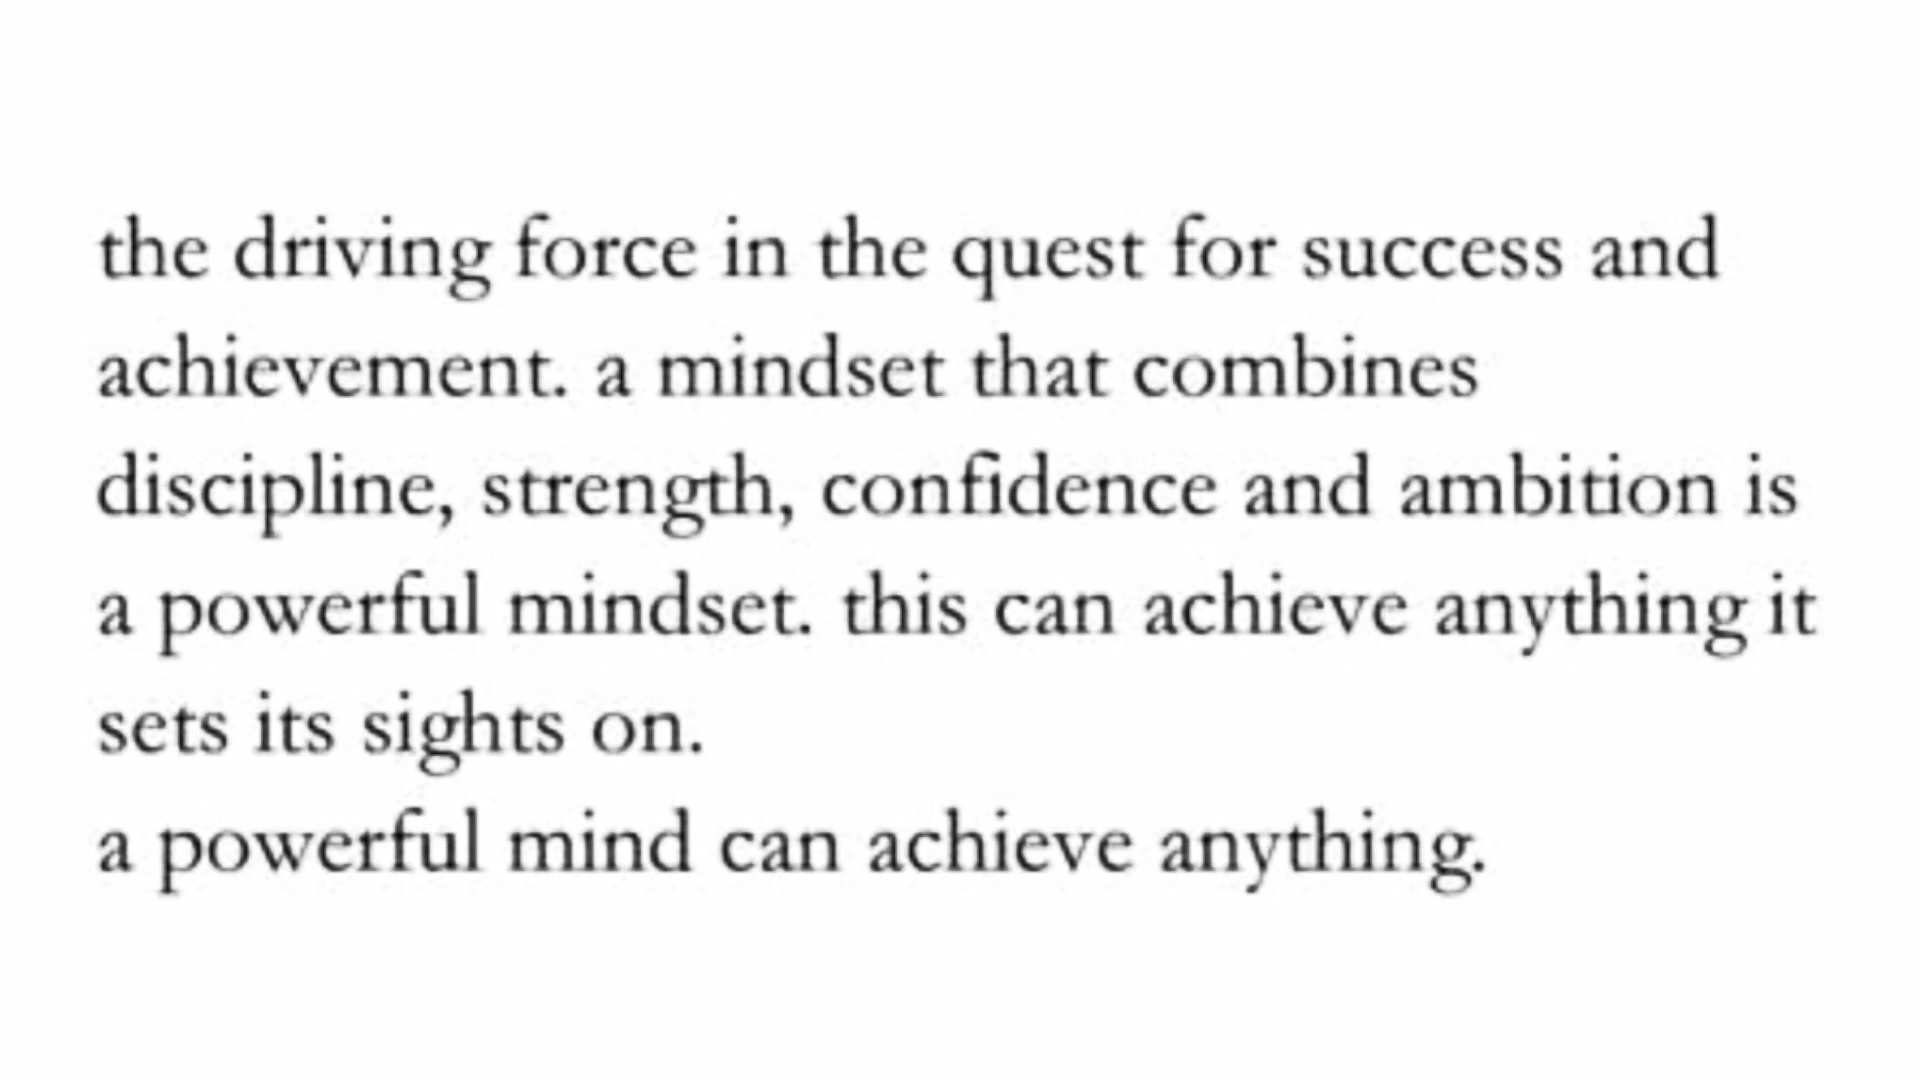 the driving force in the quest for success and
achievement. a mindset that combines
discipline, strength, confidence and ambition is
a powerful mindset. this can achieve anything it
sets its sights on.
a powerful mind can achieve anything.